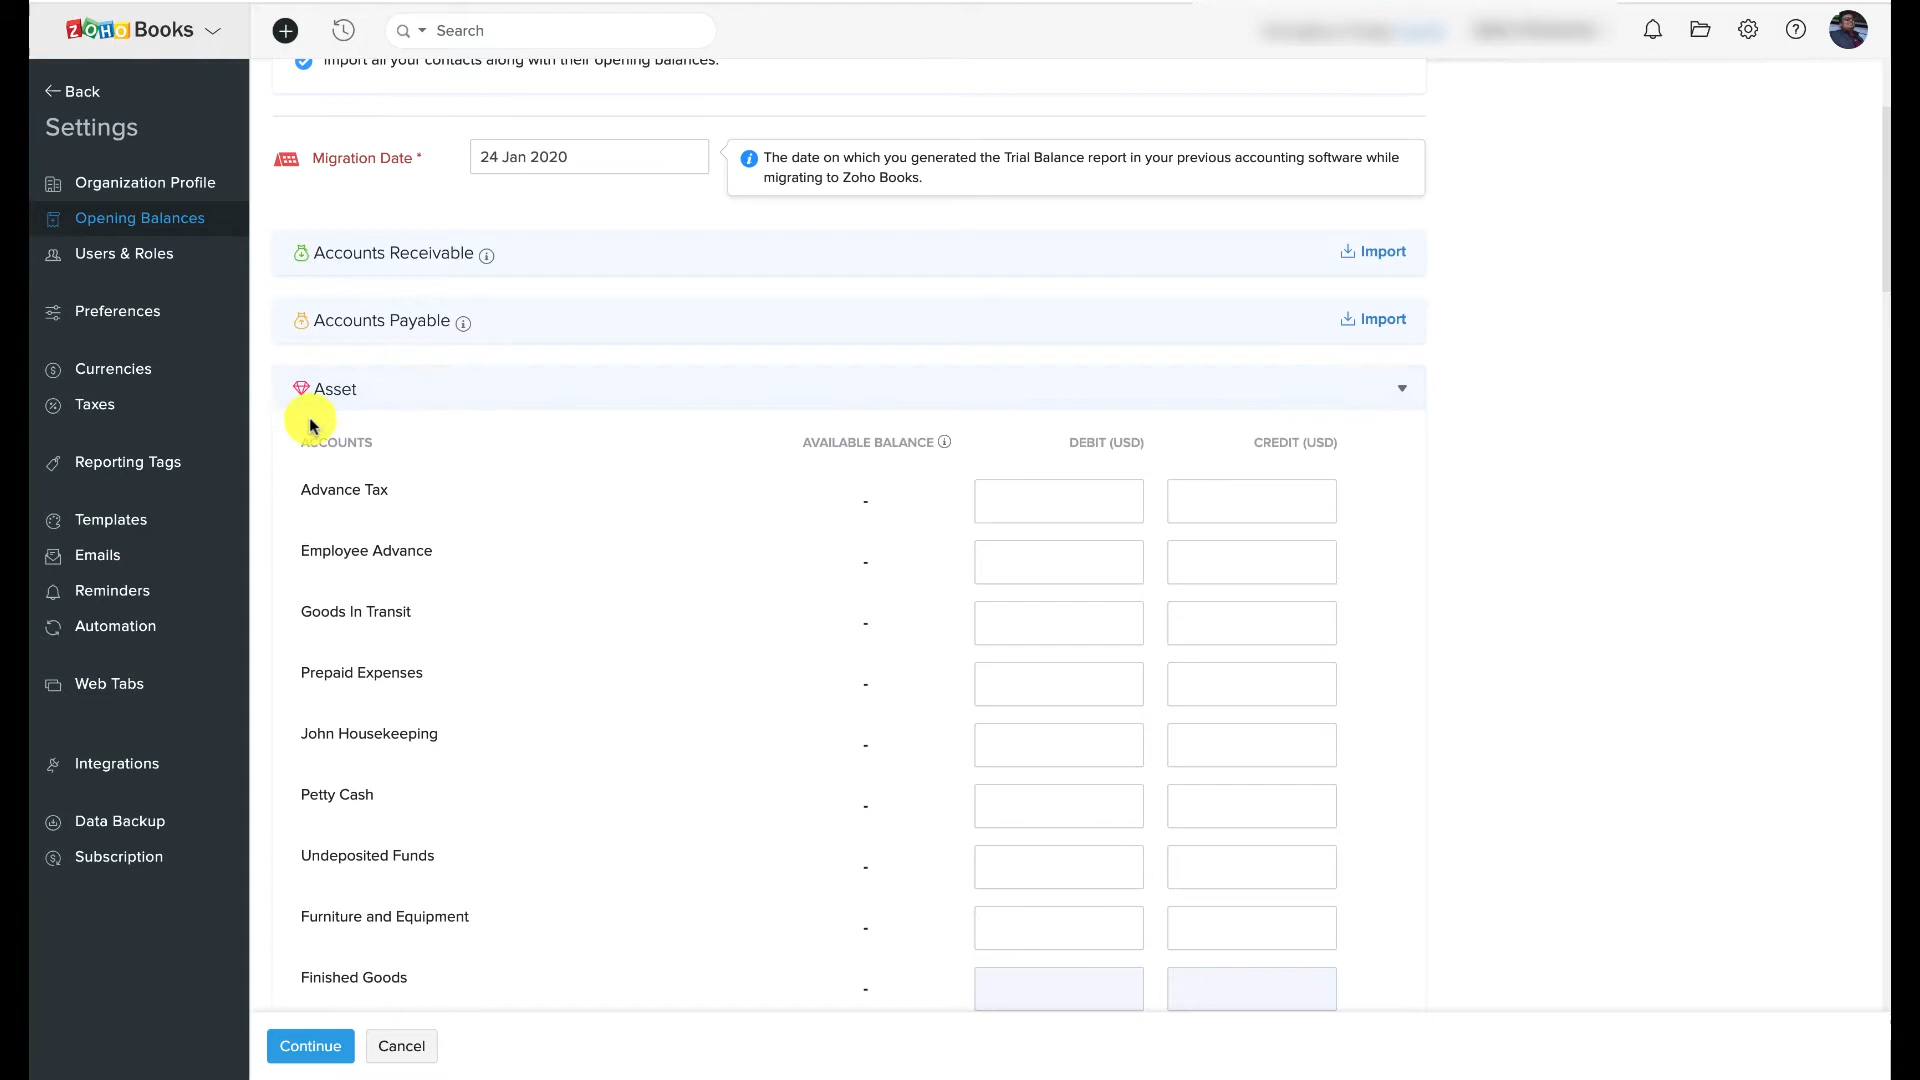 ZOHO Books
Search
Import all your contacts along with their opening balances.
← Back
Settings
Organization Profile
Opening Balances
Users & Roles
Preferences
Currencies
Taxes
Reporting Tags
Templates
Emails
Reminders
Automation
Web Tabs
Integrations
Data Backup
Subscription
Migration Date *
24 Jan 2020
The date on which you generated the Trial Balance report in your previous accounting software while
migrating to Zoho Books.
Accounts Receivable
Import
Accounts Payable
Import
Asset
ACCOUNTS AVAILABLE BALANCE DEBIT (USD) CREDIT (USD)
Advance Tax -
Employee Advance -
Goods In Transit -
Prepaid Expenses -
John Housekeeping -
Petty Cash -
Undeposited Funds -
Furniture and Equipment -
Finished Goods -
Continue Cancel